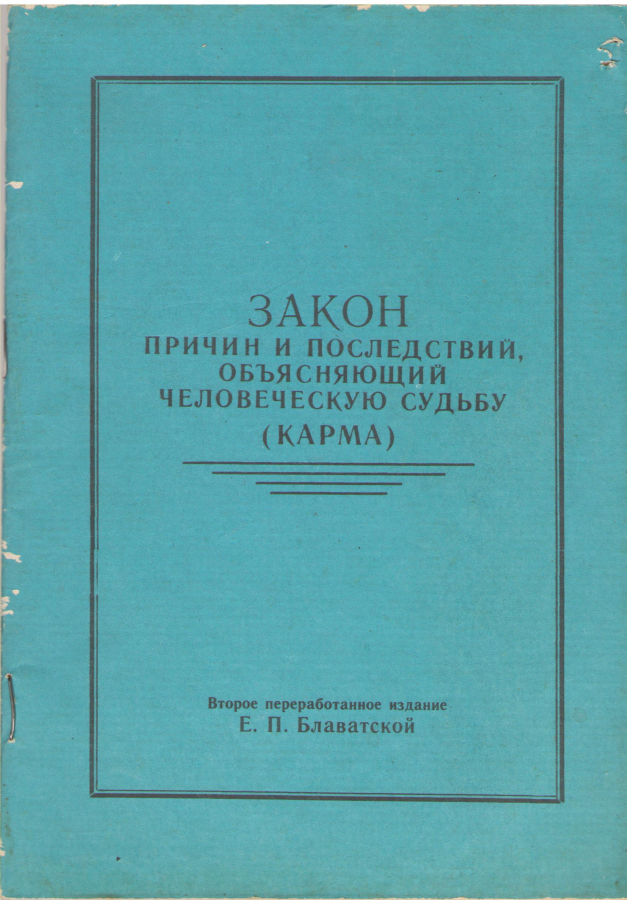 ЗАКОН
ПРИЧИН И ПОСЛЕДСТВИЙ,
ОБЪЯСНЯЮЩИЙ
ЧЕЛОВЕЧЕСКУЮ СУДЬБУ
(КАРМА)
Второе переработанное издание
Е. П. Блаватской